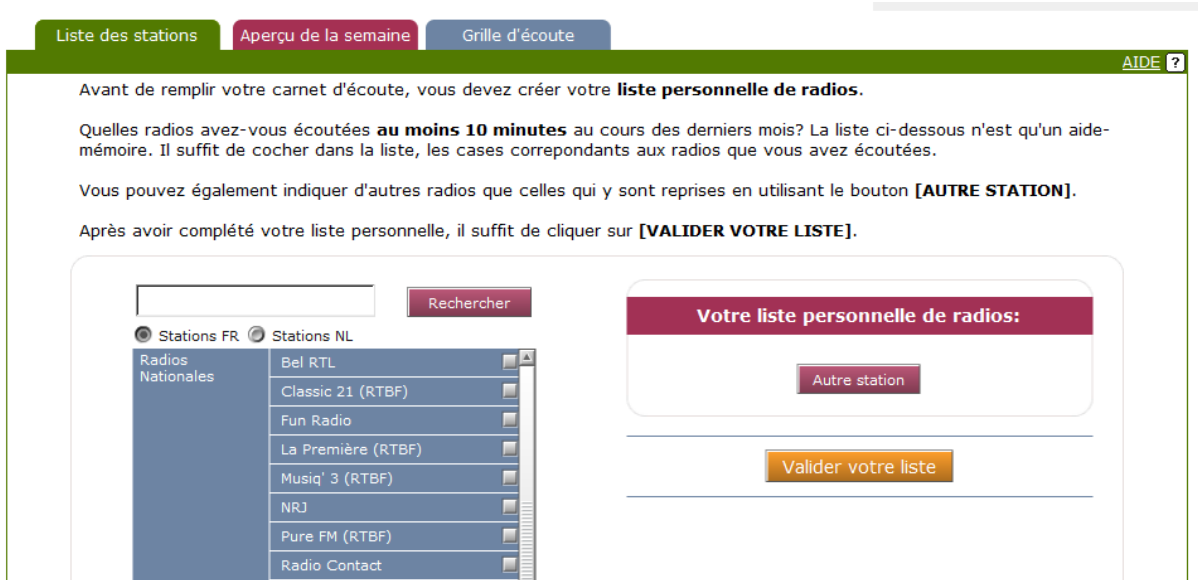 Liste des stations
Aperçu de la semaine
Grille d'écoute
AIDE ?
Avant de remplir votre carnet d'écoute, vous devez créer votre liste personnelle de radios.
Quelles radios avez-vous écoutées au moins 10 minutes au cours des derniers mois? La liste ci-dessous n'est qu'un aide-
mémoire. Il suffit de cocher dans la liste, les cases correpondants aux radios que vous avez écoutées.
Vous pouvez également indiquer d'autres radios que celles qui y sont reprises en utilisant le bouton [AUTRE STATION].
Après avoir complété votre liste personnelle, il suffit de cliquer sur [VALIDER VOTRE LISTE].
Rechercher
Stations FR Stations NL
Radios
Nationales
Bel RTL
Classic 21 (RTBF)
Fun Radio
La Première (RTBF)
Musiq' 3 (RTBF)
NRJ
Pure FM (RTBF)
Radio Contact
Votre liste personnelle de radios:
Autre station
Valider votre liste